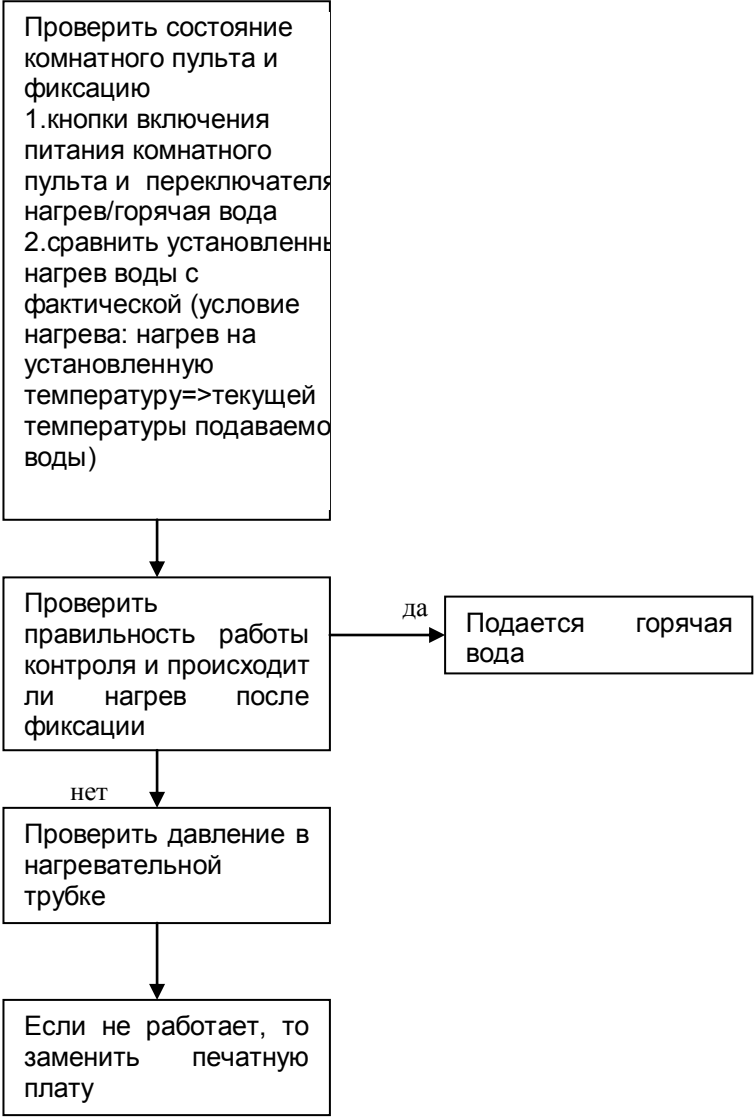 Проверить состояние
комнатного пульта и
фиксацию
1.кнопки включения
питания комнатного
пульта и переключателя
нагрев/горячая вода
2.сравнить установленны
нагрев воды с
фактической (условие
нагрева: нагрев на
установленную
температуру=>текущей
температуры подаваемо
воды)
Проверить
правильность работы
контроля и происходит
ли нагрев после
фиксации
да
Подается горячая
вода
нет
Проверить давление в
нагревательной
трубке
Если не работает, то
заменить печатную
плату